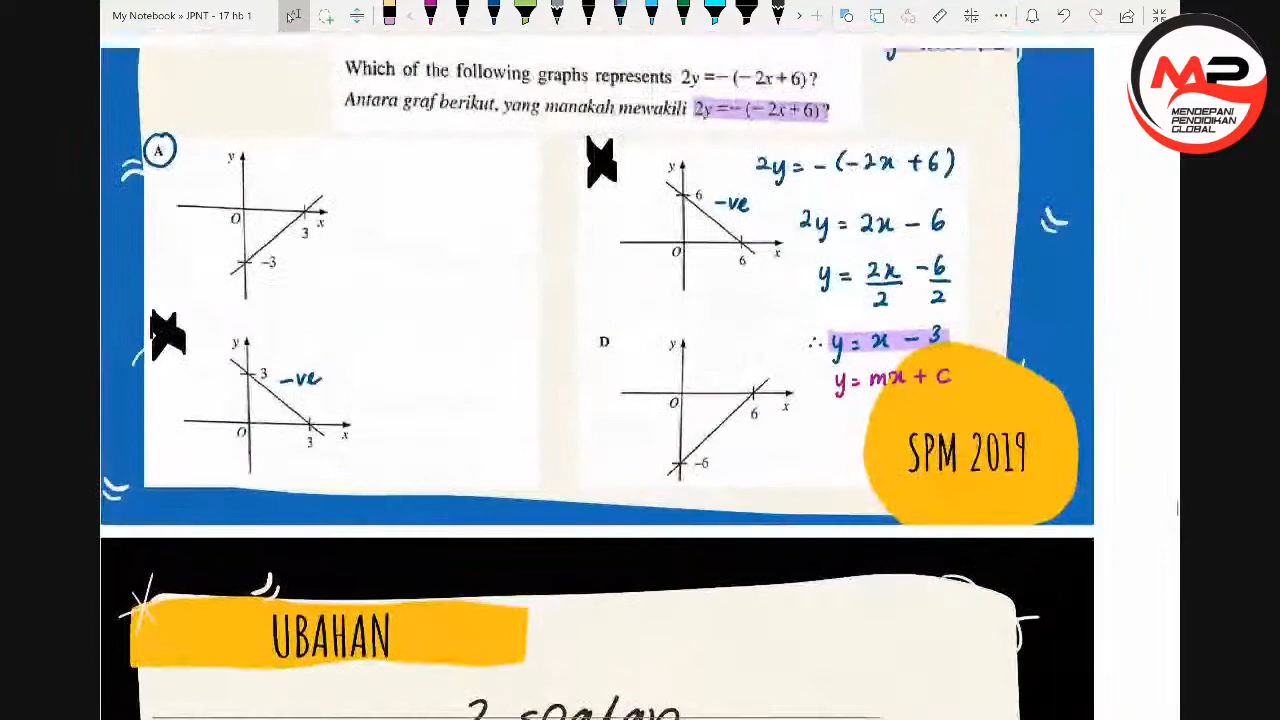 My Notebook » JPNT - 17 hb 1
MP
MENDEPANI
PENDIDIKAN
GLOBAL
Which of the following graphs represents 2y =– (– 2x + 6) ?
Antara graf berikut, yang manakah mewakili 2y =– (– 2x + 6) ?
A
y
O
3
x
–3
y
6
-ve
O
6
x
2y = - (-2x + 6)
2y = 2x - 6
y = 2x/2 -6/2
∴ y = x - 3
y = mx + c
y
3
-ve
O
3
x
D
y
O
6
x
–6
SPM 2019
UBAHAN